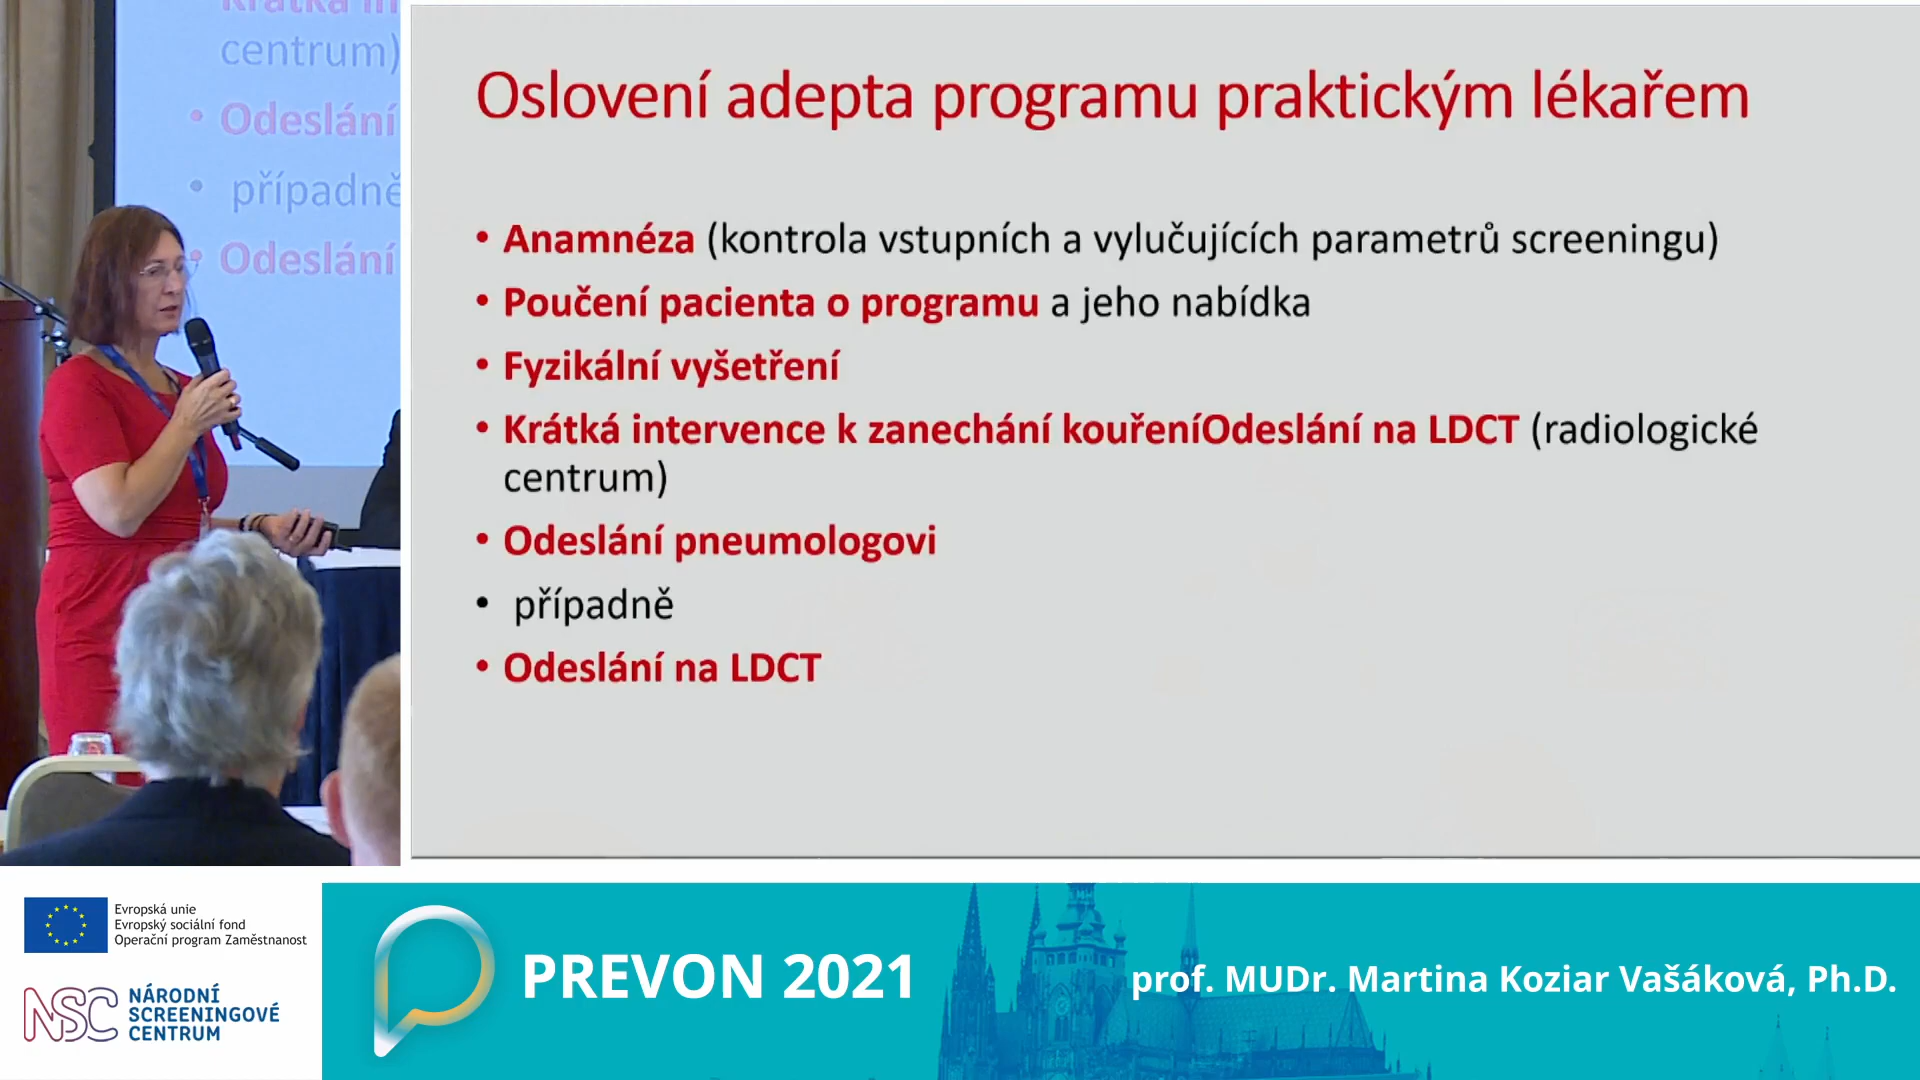 Krátká in
centrum)
• Odeslání
• případně
• Odeslání
Oslovení adepta programu praktickým lékařem
• Anamnéza (kontrola vstupních a vylučujících parametrů screeningu)
• Poučení pacienta o programu a jeho nabídka
• Fyzikální vyšetření
• Krátká intervence k zanechání kouřeníOdeslání na LDCT (radiologické
centrum)
• Odeslání pneumologovi
• případně
• Odeslání na LDCT
Evropská unie
Evropský sociální fond
Operační program Zaměstnanost
NSC NÁRODNÍ
SCREENINGOVÉ
CENTRUM
PREVON 2021
prof. MUDr. Martina Koziar Vašáková, Ph.D.